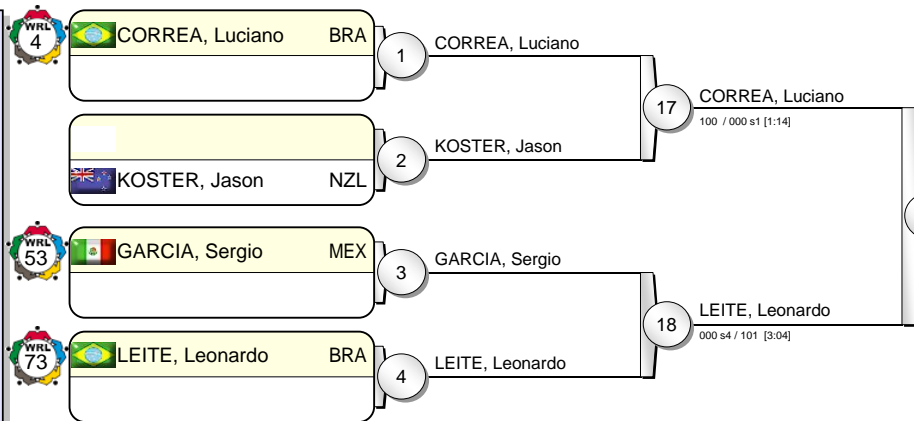 WRL
4
CORREA, Luciano BRA
1
CORREA, Luciano
17
CORREA, Luciano
100 / 000 s1 [1:14]
2
KOSTER, Jason
KOSTER, Jason NZL
WRL
53
GARCIA, Sergio MEX
3
GARCIA, Sergio
18
LEITE, Leonardo
000 s4 / 101 [3:04]
WRL
73
LEITE, Leonardo BRA
4
LEITE, Leonardo